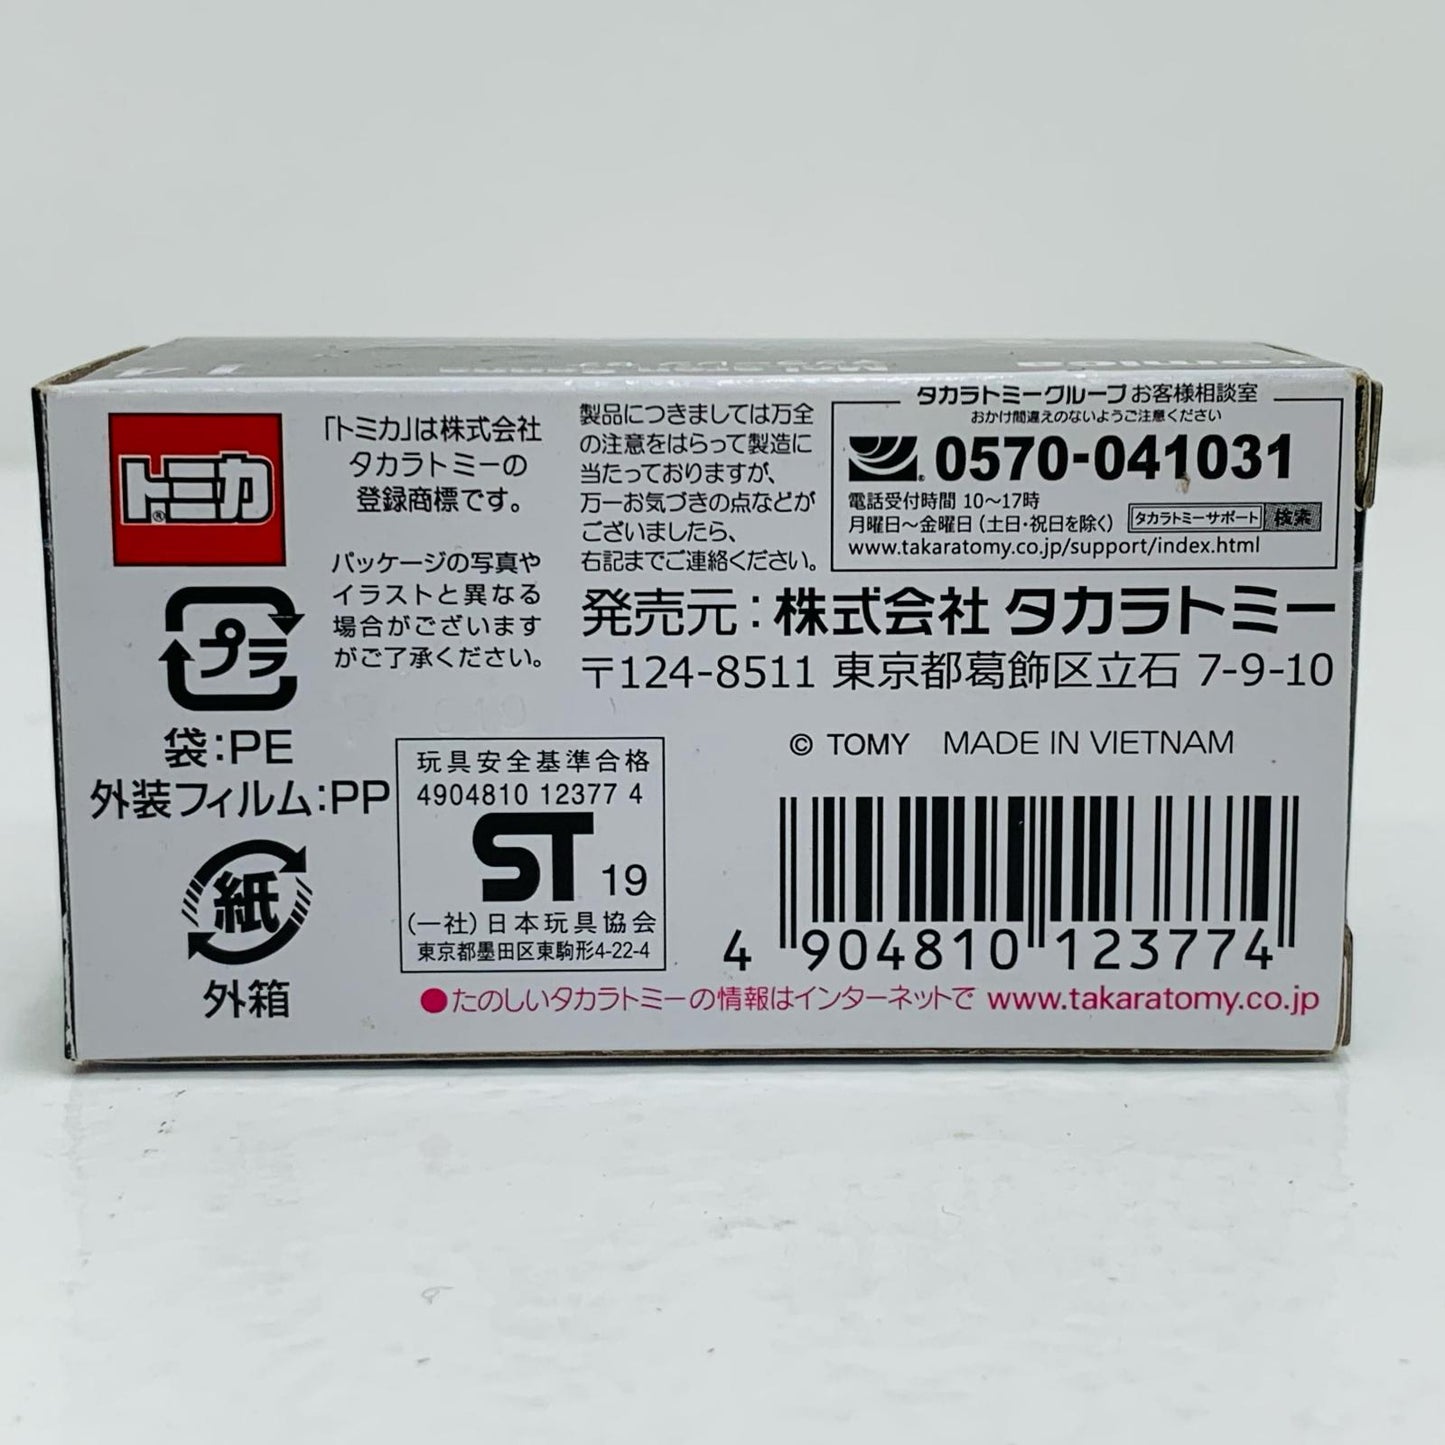 トミカ
「トミカ」は株式会社
タカラトミーの
登録商標です。
パッケージの写真や
イラストと異なる
場合がございます
がご了承ください。
製品につきましては万全
の注意をはらって製造に
当たっておりますが、
万一お気づきの点などが
ございましたら、
右記までご連絡ください。
タカラトミーグループお客様相談室
おかけ間違えのないようご注意ください
0570-041031
電話受付時間 10〜17時
月曜日〜金曜日(土日・祝日を除く)
タカラトミーサポート 検索
www.takaratomy.co.jp/support/index.html
発売元:株式会社 タカラトミー
〒124-8511 東京都葛飾区立石 7-9-10
プラ
袋:PE
外装フィルム:PP
紙
外箱
玩具安全基準合格
4904810 12377 4
ST 19
(一社)日本玩具協会
東京都墨田区東駒形4-22-4
© TOMY MADE IN VIETNAM
4 904810 123774
●たのしいタカラトミーの情報はインターネットで www.takaratomy.co.jp